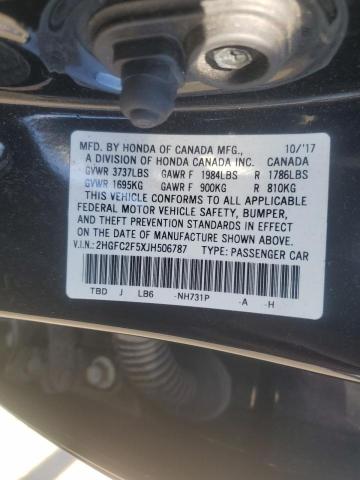 MFD. BY HONDA OF CANADA MFG., 10/'17
A DIVISION OF HONDA CANADA INC. CANADA
GVWR 3737LBS GAWR F 1984LBS R 1786LBS
GVWR 1695KG GAWR F 900KG R 810KG
THIS VEHICLE CONFORMS TO ALL APPLICABLE
FEDERAL MOTOR VEHICLE SAFETY, BUMPER,
AND THEFT PREVENTION STANDARDS IN EFFECT
ON THE DATE OF MANUFACTURE SHOWN ABOVE.
V.I.N.: 2HGFC2F5XJH506787 TYPE: PASSENGER CAR
TBD J LB6 -NH731P -A -H